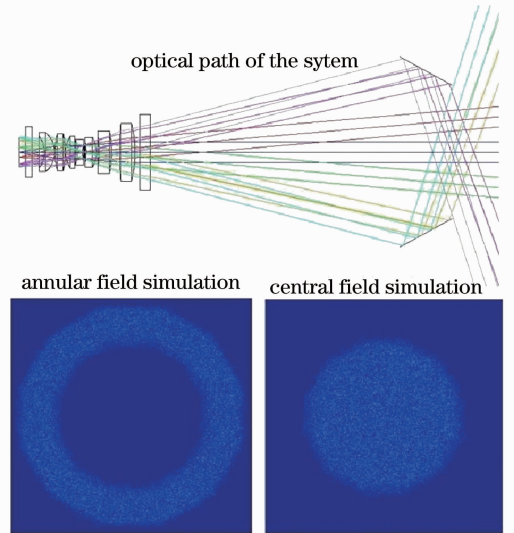 optical path of the sytem
annular field simulation
central field simulation